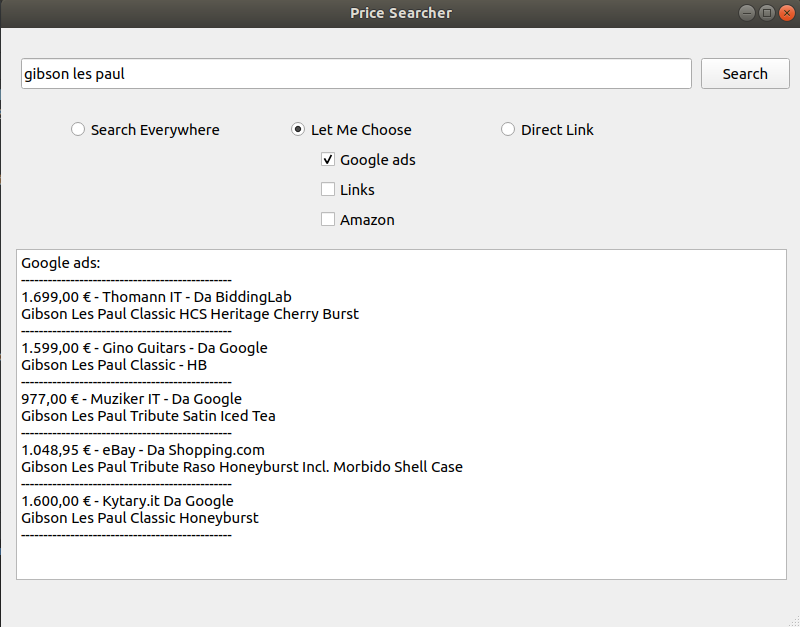 Price Searcher
gibson les paul
Search
Search Everywhere
Let Me Choose
Direct Link
Google ads
Links
Amazon
Google ads:
-----------------------------------------------
1.699,00 € - Thomann IT - Da BiddingLab
Gibson Les Paul Classic HCS Heritage Cherry Burst
-----------------------------------------------
1.599,00 € - Gino Guitars - Da Google
Gibson Les Paul Classic - HB
-----------------------------------------------
977,00 € - Muziker IT - Da Google
Gibson Les Paul Tribute Satin Iced Tea
-----------------------------------------------
1.048,95 € - eBay - Da Shopping.com
Gibson Les Paul Tribute Raso Honeyburst Incl. Morbido Shell Case
-----------------------------------------------
1.600,00 € - Kytary.it Da Google
Gibson Les Paul Classic Honeyburst
-----------------------------------------------